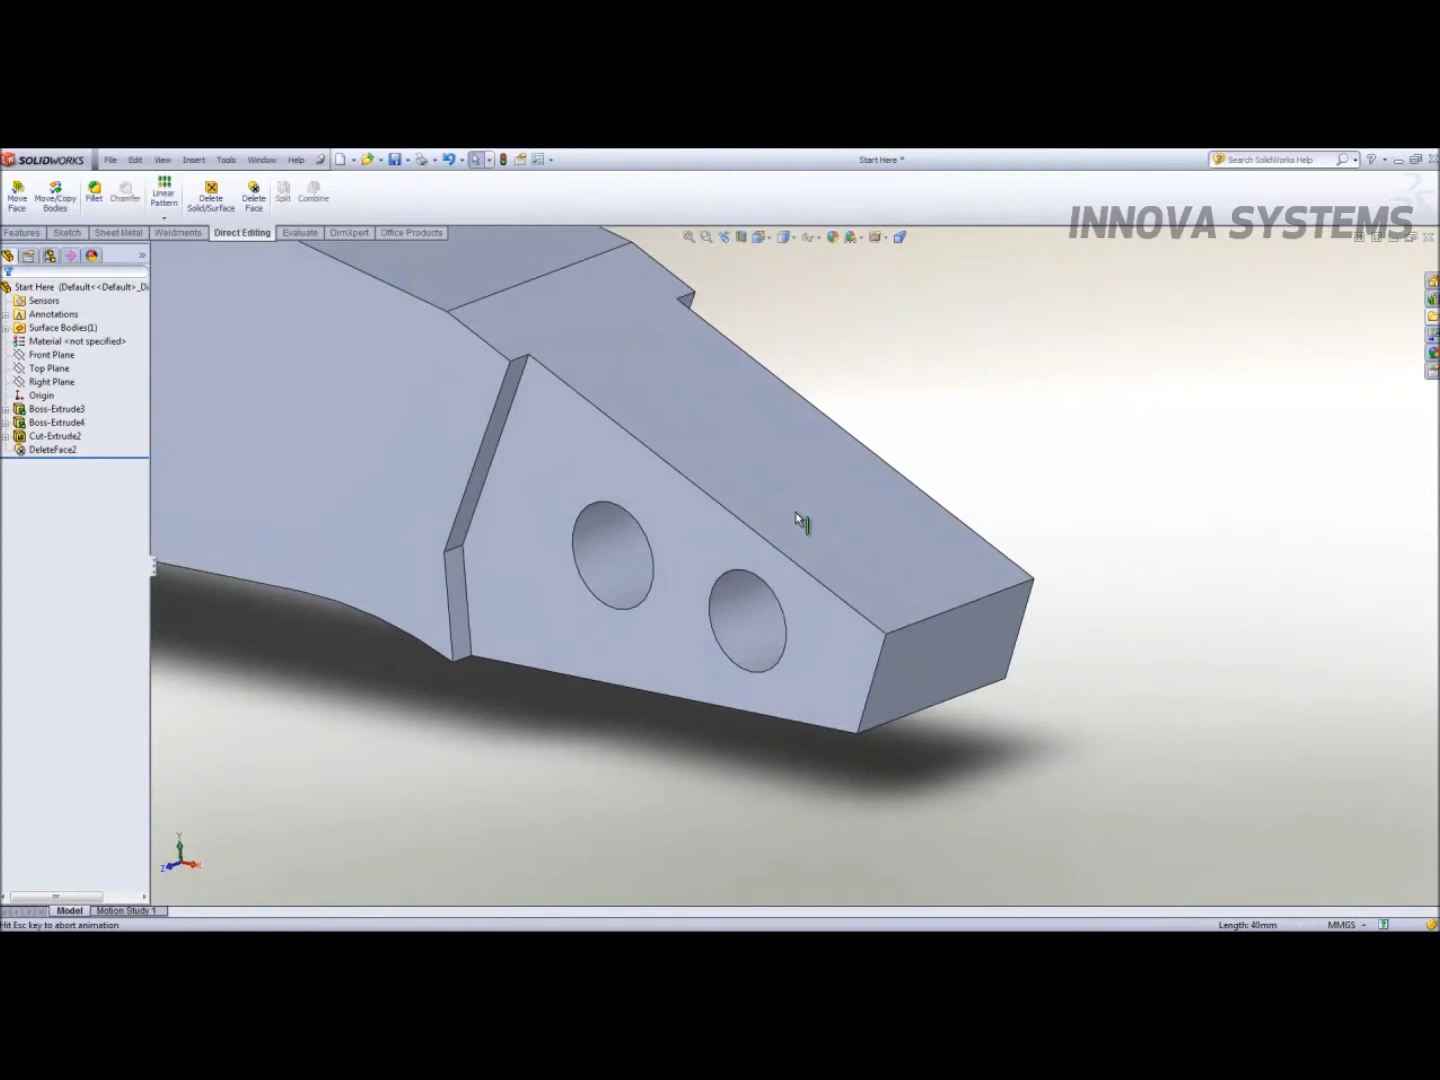 SOLIDWORKS File Edit View Insert Tools Window Help Start Here * Search SolidWorks Help
Move Face Move/Copy Bodies Fillet Chamfer Linear Pattern Delete Solid/Surface Delete Face Split Combine
INNOVA SYSTEMS
Features Sketch Sheet Metal Weldments Direct Editing Evaluate DimXpert Office Products
Start Here (Default<<Default>_Di
Sensors
Annotations
Surface Bodies(1)
Material <not specified>
Front Plane
Top Plane
Right Plane
Origin
Boss-Extrude3
Boss-Extrude4
Cut-Extrude2
DeleteFace2
Y
Z X
Model Motion Study 1
Hit Esc key to abort animation Length: 40mm MMGS